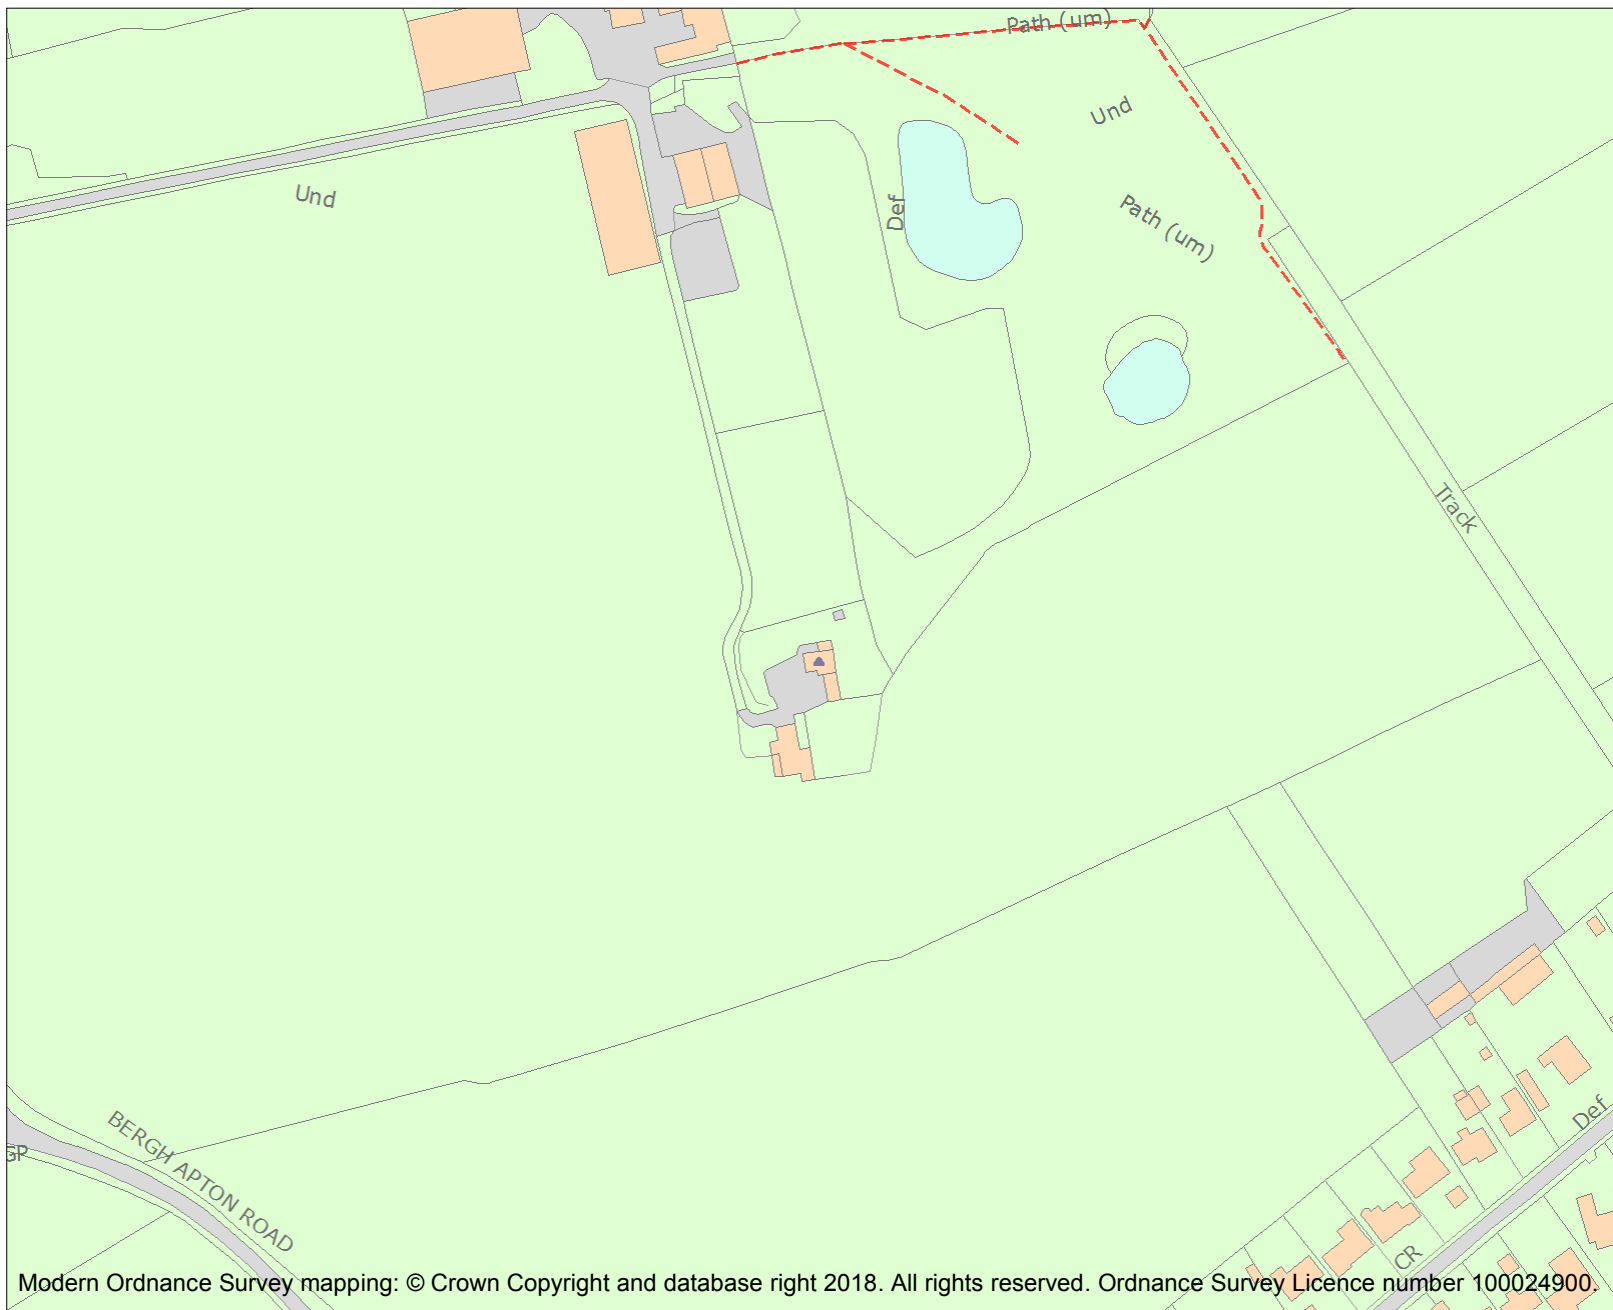 Path (um)
Und
Und
Def
Path (um)
Track
BERGH APTON ROAD
GP
Def
CR
Modern Ordnance Survey mapping: © Crown Copyright and database right 2018. All rights reserved. Ordnance Survey Licence number 100024900.